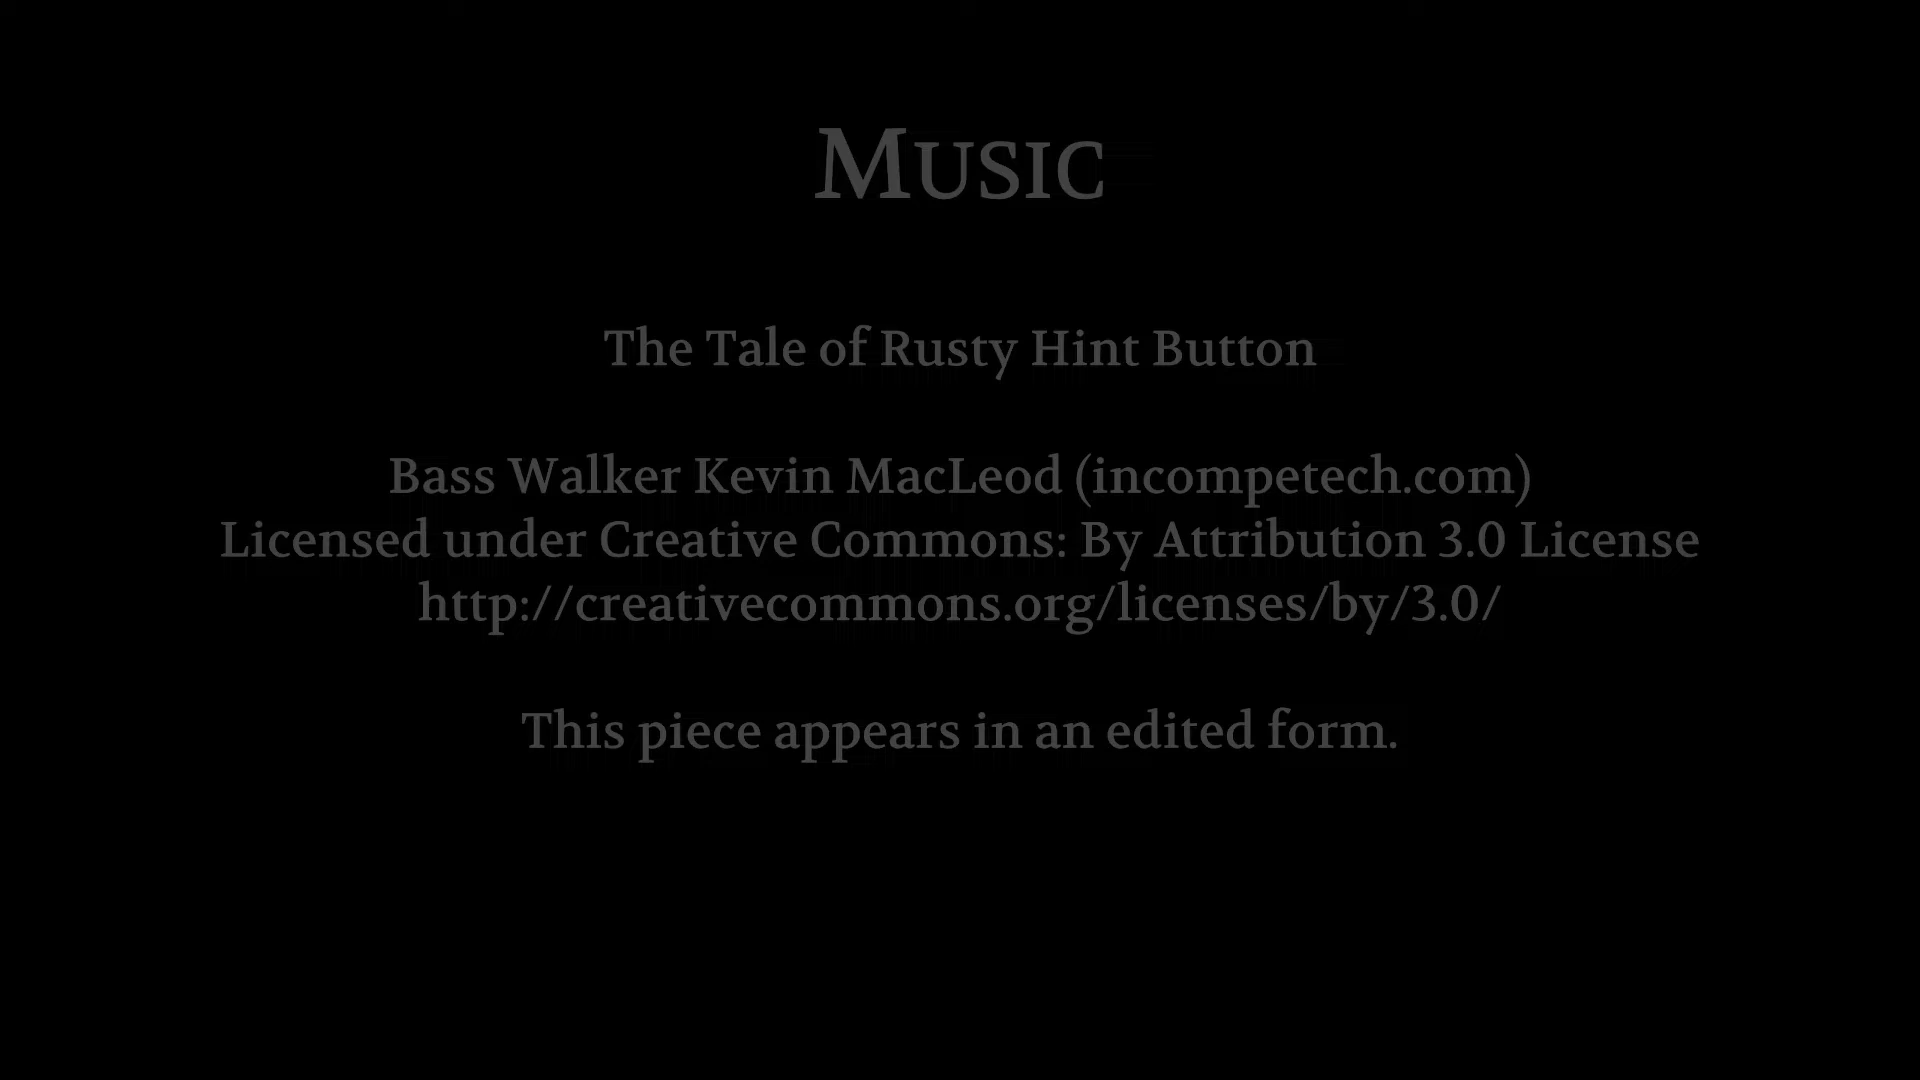 Music
The Tale of Rusty Hint Button
Bass Walker Kevin MacLeod (incompetech.com)
Licensed under Creative Commons: By Attribution 3.0 License
http://creativecommons.org/licenses/by/3.0/
This piece appears in an edited form.